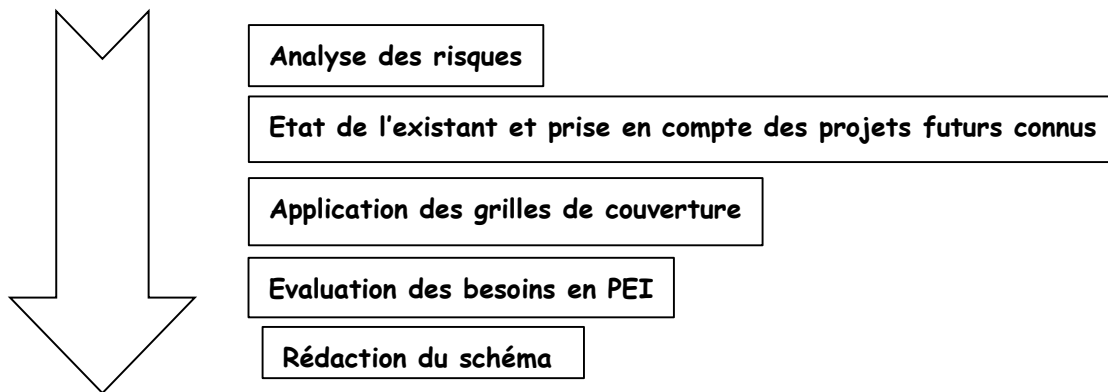 Analyse des risques
Etat de l'existant et prise en compte des projets futurs connus
Application des grilles de couverture
Evaluation des besoins en PEI
Rédaction du schéma